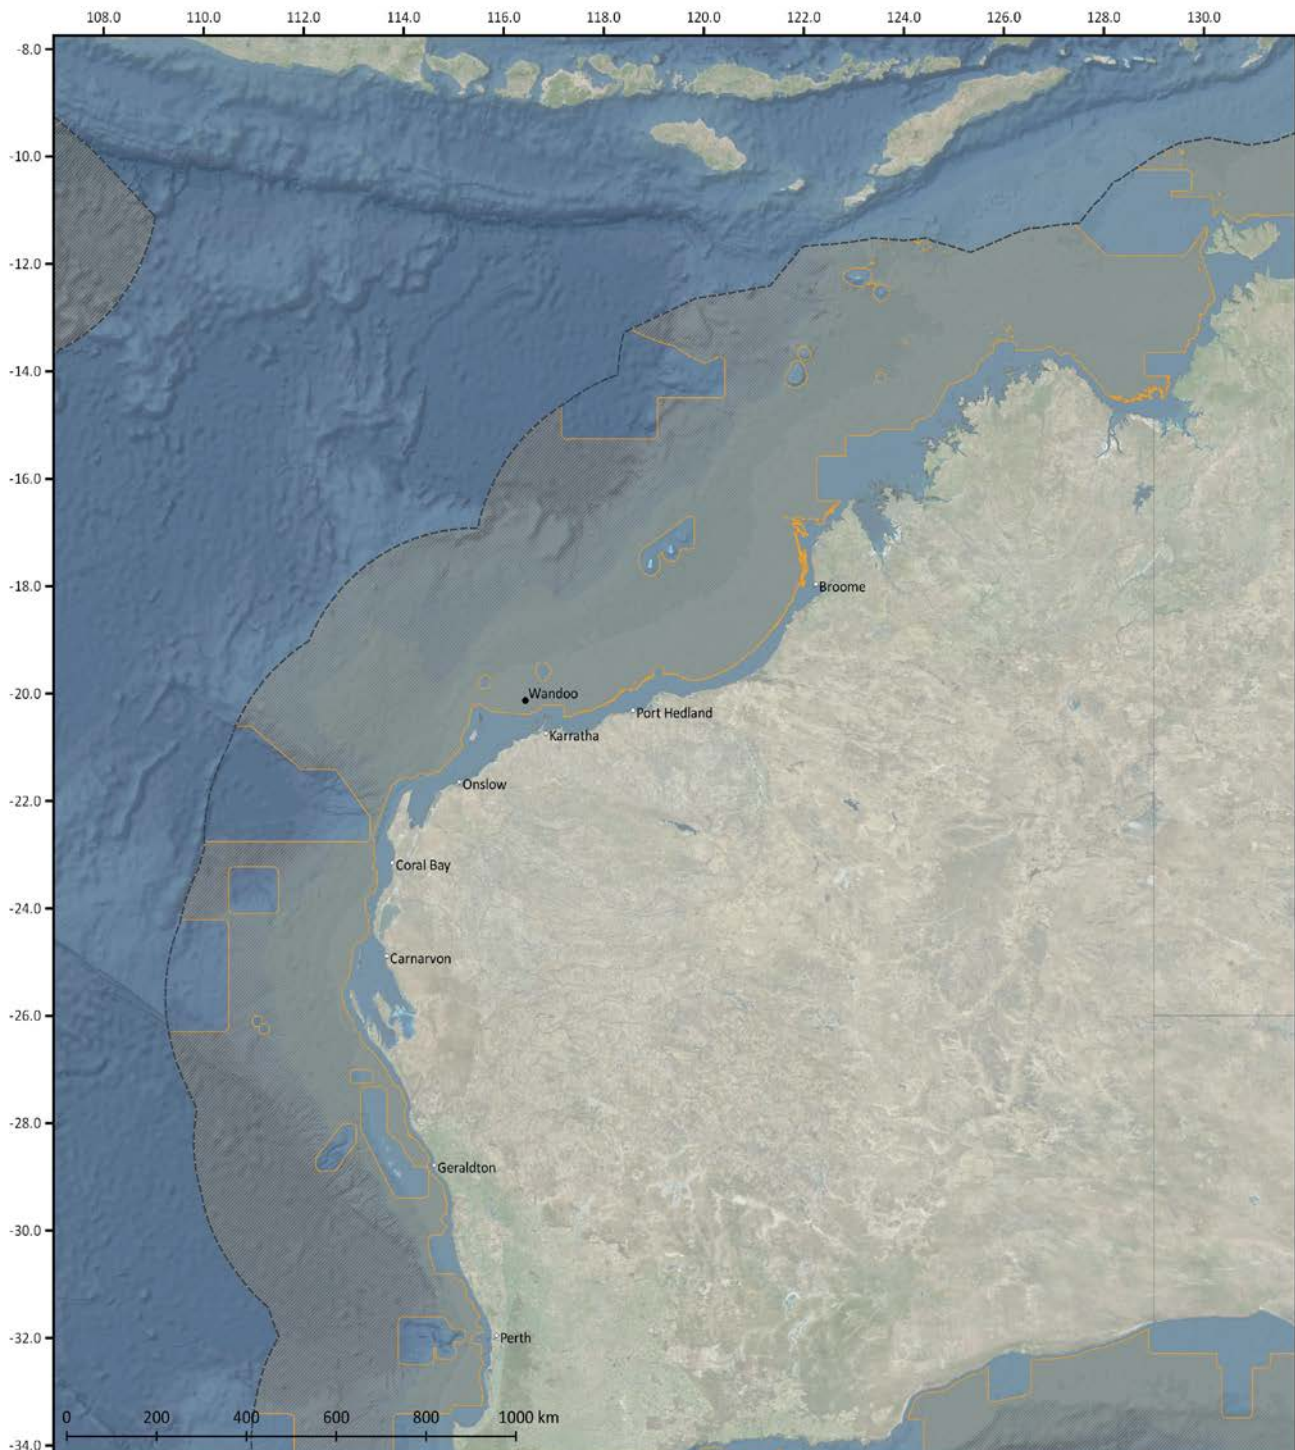 108.0 110.0 112.0 114.0 116.0 118.0 120.0 122.0 124.0 126.0 128.0 130.0
-8.0
-10.0
-12.0
-14.0
-16.0
-18.0
Broome
-20.0
Wandoo
Port Hedland
Karratha
Onslow
-22.0
Coral Bay
-24.0
Carnarvon
-26.0
-28.0
Geraldton
-30.0
-32.0
Perth
0 200 400 600 800 1000 km
-34.0